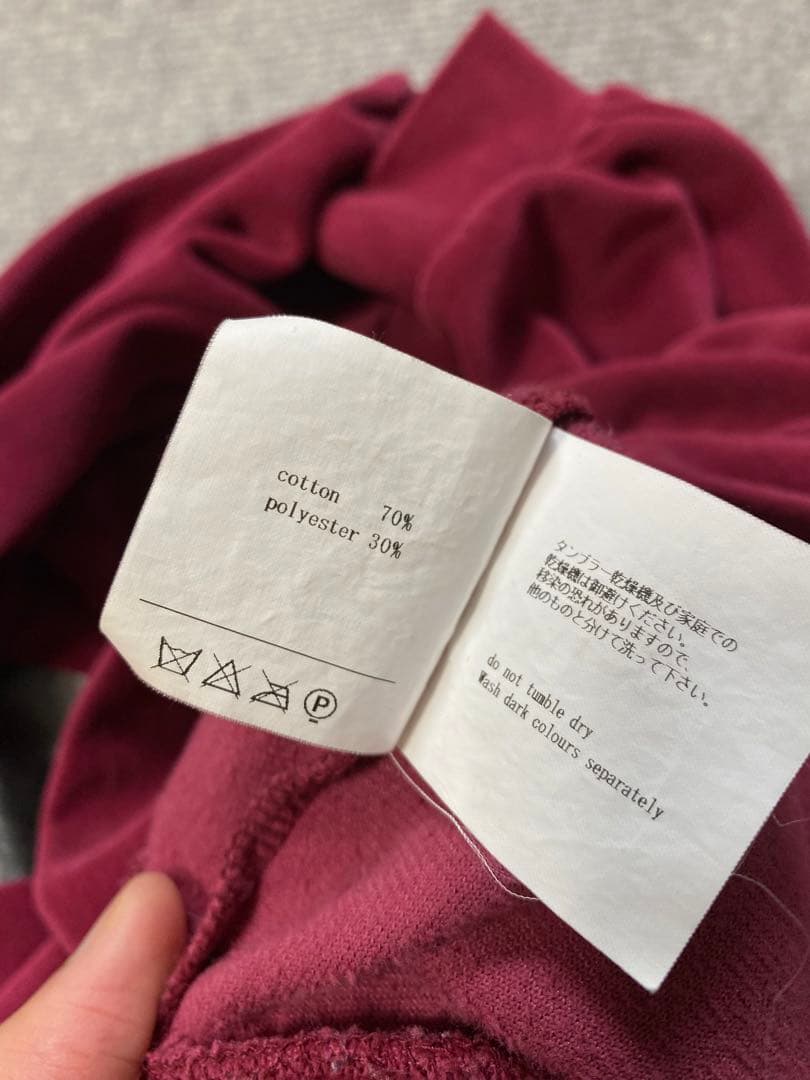 cotton 70%
polyester 30%
P
タンブラー乾燥機及び家庭での
乾燥機は御避けください。
移染の恐れがありますので、
他のものと分けて洗って下さい。
do not tumble dry
Wash dark colours separately